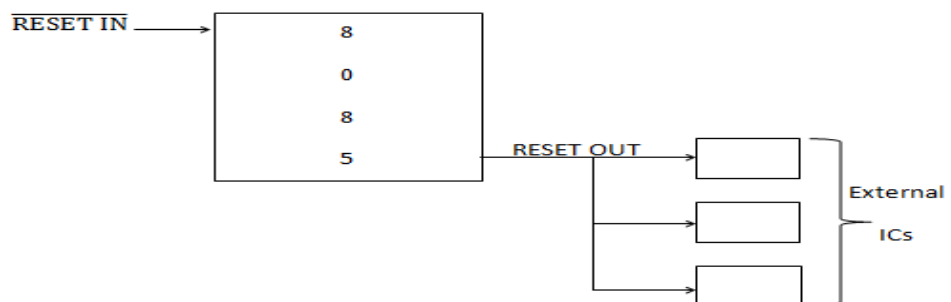 RESET IN
8
0
8
5
RESET OUT
External
ICs